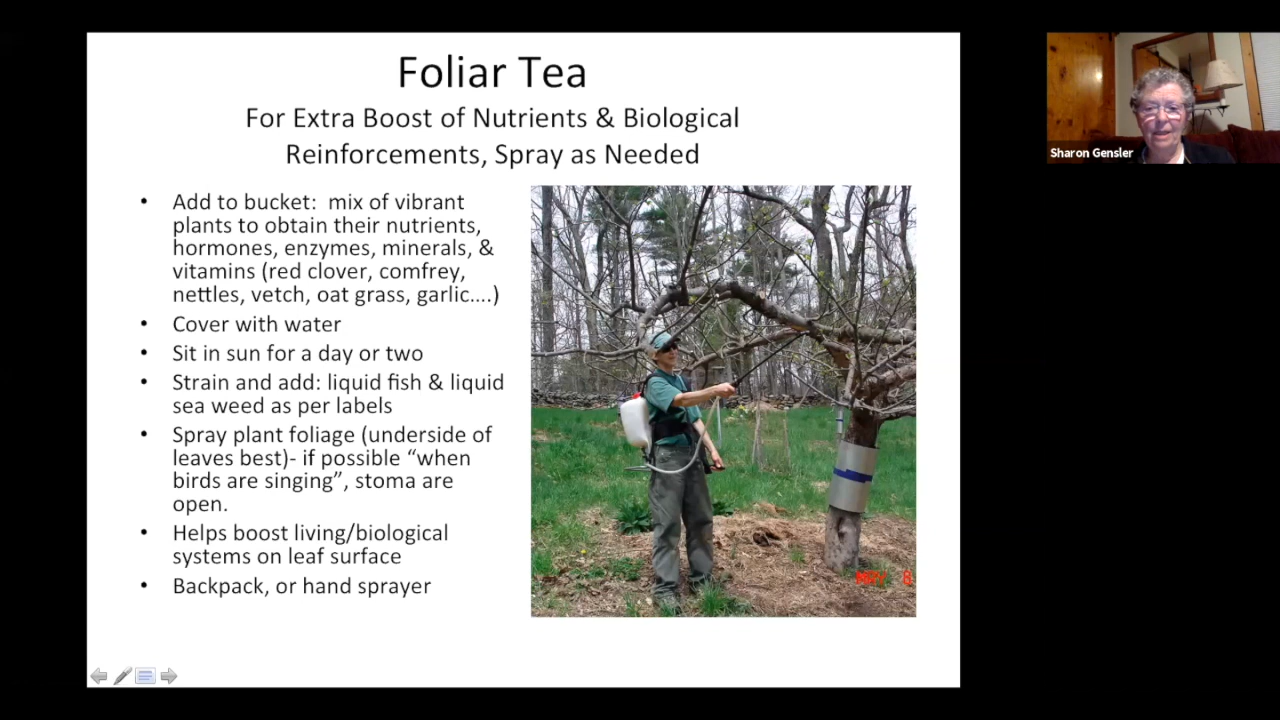 Foliar Tea
For Extra Boost of Nutrients & Biological
Reinforcements, Spray as Needed
• Add to bucket: mix of vibrant
plants to obtain their nutrients,
hormones, enzymes, minerals, &
vitamins (red clover, comfrey,
nettles, vetch, oat grass, garlic....)
• Cover with water
• Sit in sun for a day or two
• Strain and add: liquid fish & liquid
sea weed as per labels
• Spray plant foliage (underside of
leaves best)- if possible “when
birds are singing”, stoma are
open.
• Helps boost living/biological
systems on leaf surface
• Backpack, or hand sprayer
MAY 8
Sharon Gensler